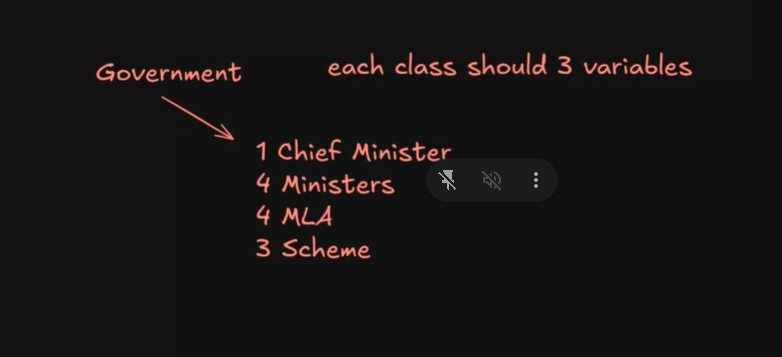 Government
each class should 3 variables
1 Chief Minister
4 Ministers
4 MLA
3 Scheme